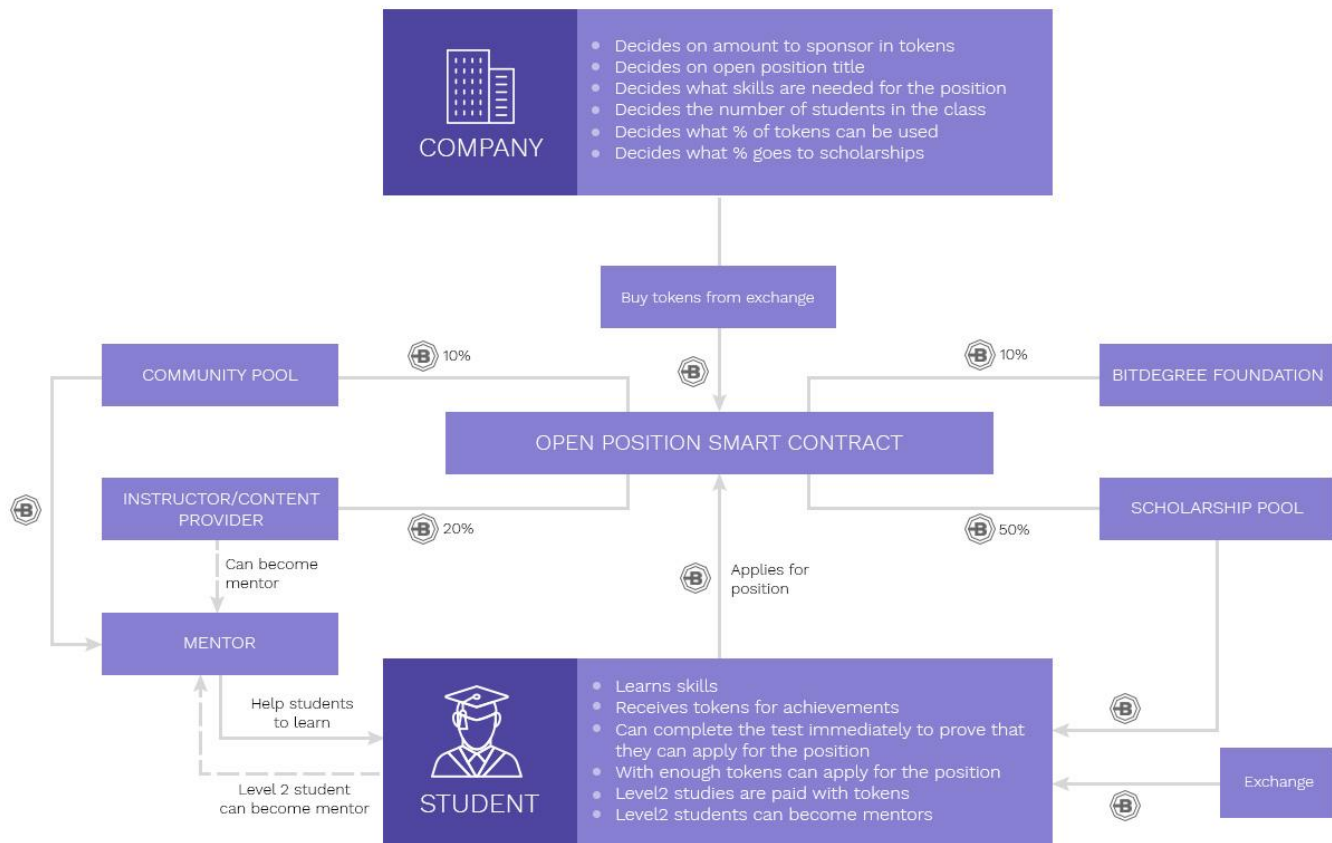 Decides on amount to sponsor in tokens
Decides on open position title
Decides what skills are needed for the position
Decides the number of students in the class
Decides what % of tokens can be used
Decides what % goes to scholarships
COMPANY
Buy tokens from exchange
B 10%
B 10%
COMMUNITY POOL
B
BITDEGREE FOUNDATION
OPEN POSITION SMART CONTRACT
INSTRUCTOR/CONTENT
PROVIDER
SCHOLARSHIP POOL
B
B 20%
B 50%
Can become
mentor
B
Applies for
position
MENTOR
Help students
to learn
Level 2 student
can become mentor
STUDENT
Learns skills
Receives tokens for achievements
Can complete the test immediately to prove that
they can apply for the position
With enough tokens can apply for the position
Level2 studies are paid with tokens
Level2 students can become mentors
B
Exchange
B